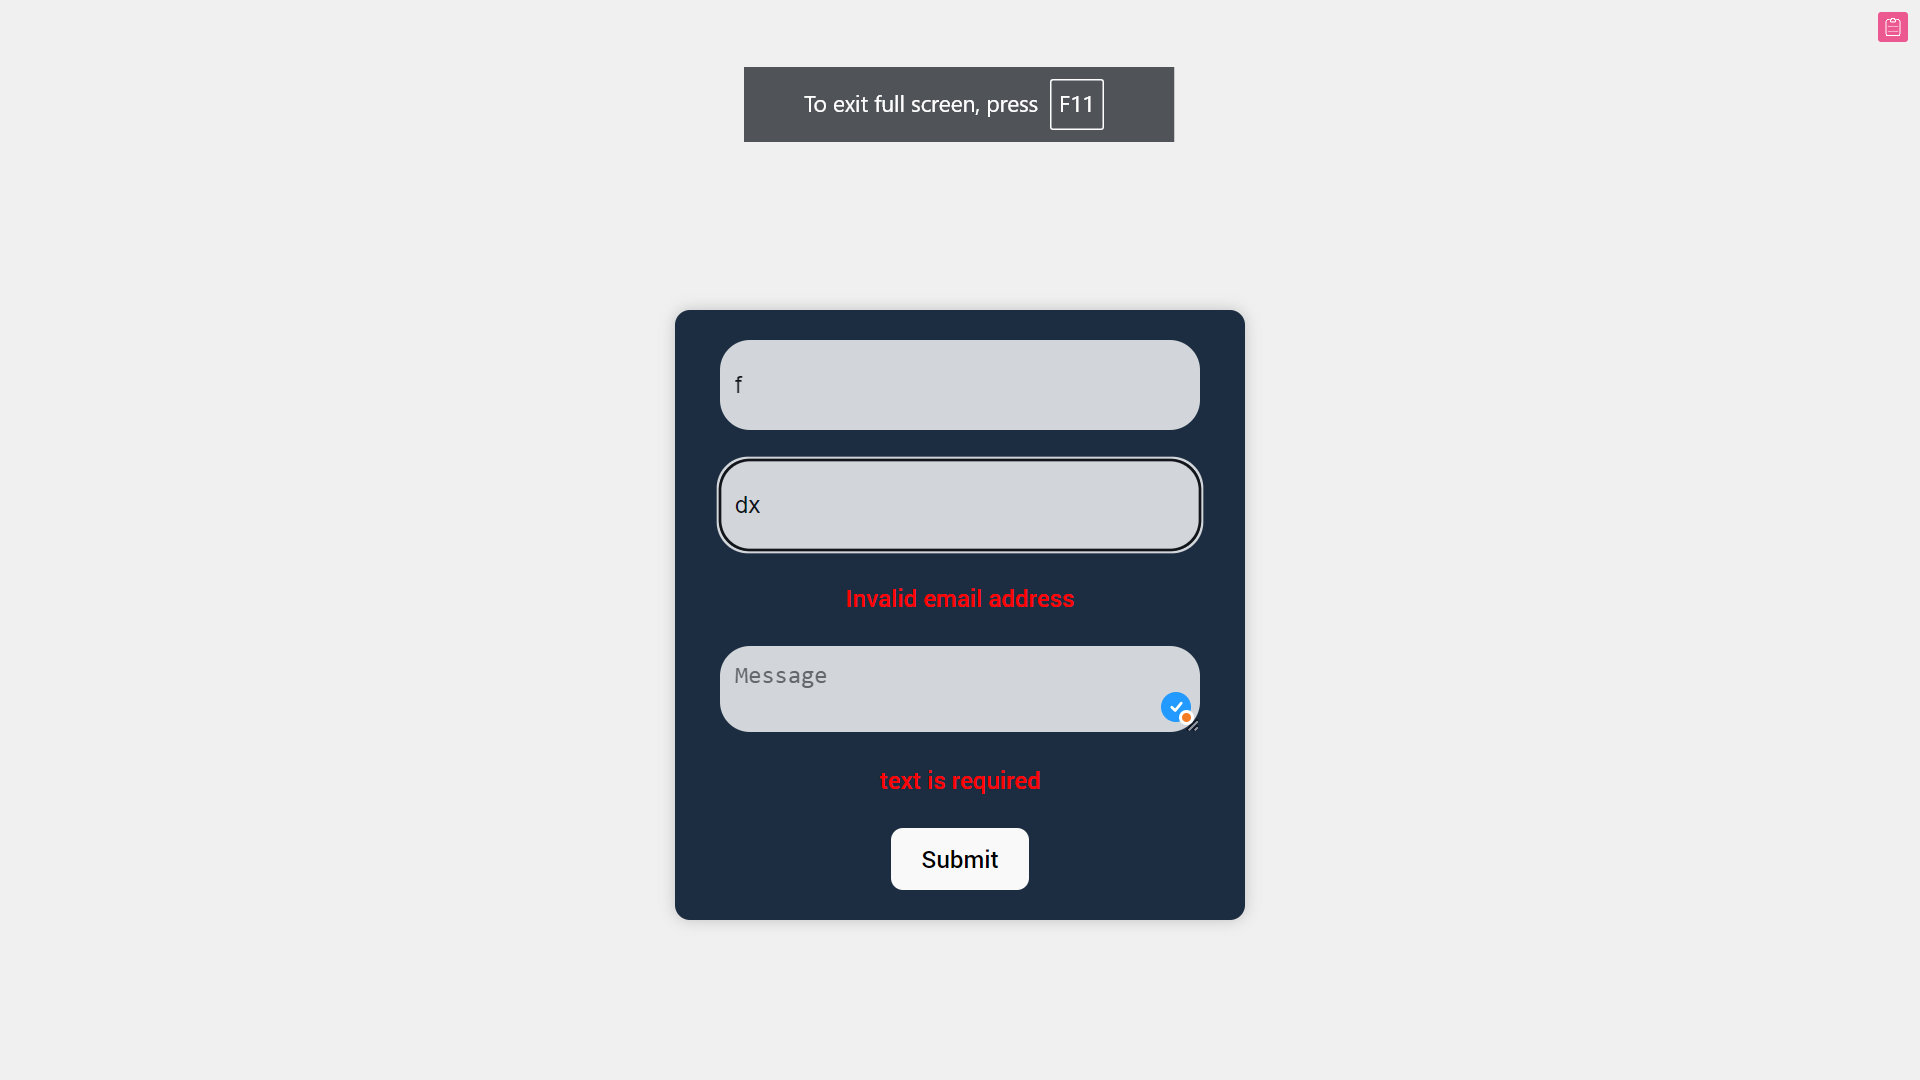 To exit full screen, press F11
f
dx
Invalid email address
Message
text is required
Submit